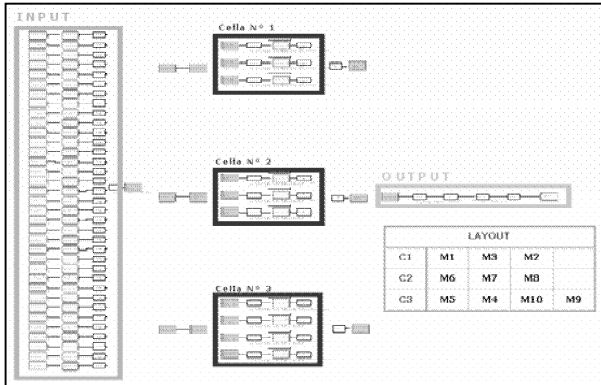 INPUT
Cella N° 1
Cella N° 2
OUTPUT
LAYOUT
C1 M1 M3 M2
C2 M6 M7 M8
C3 M5 M4 M10 M9
Cella N° 3